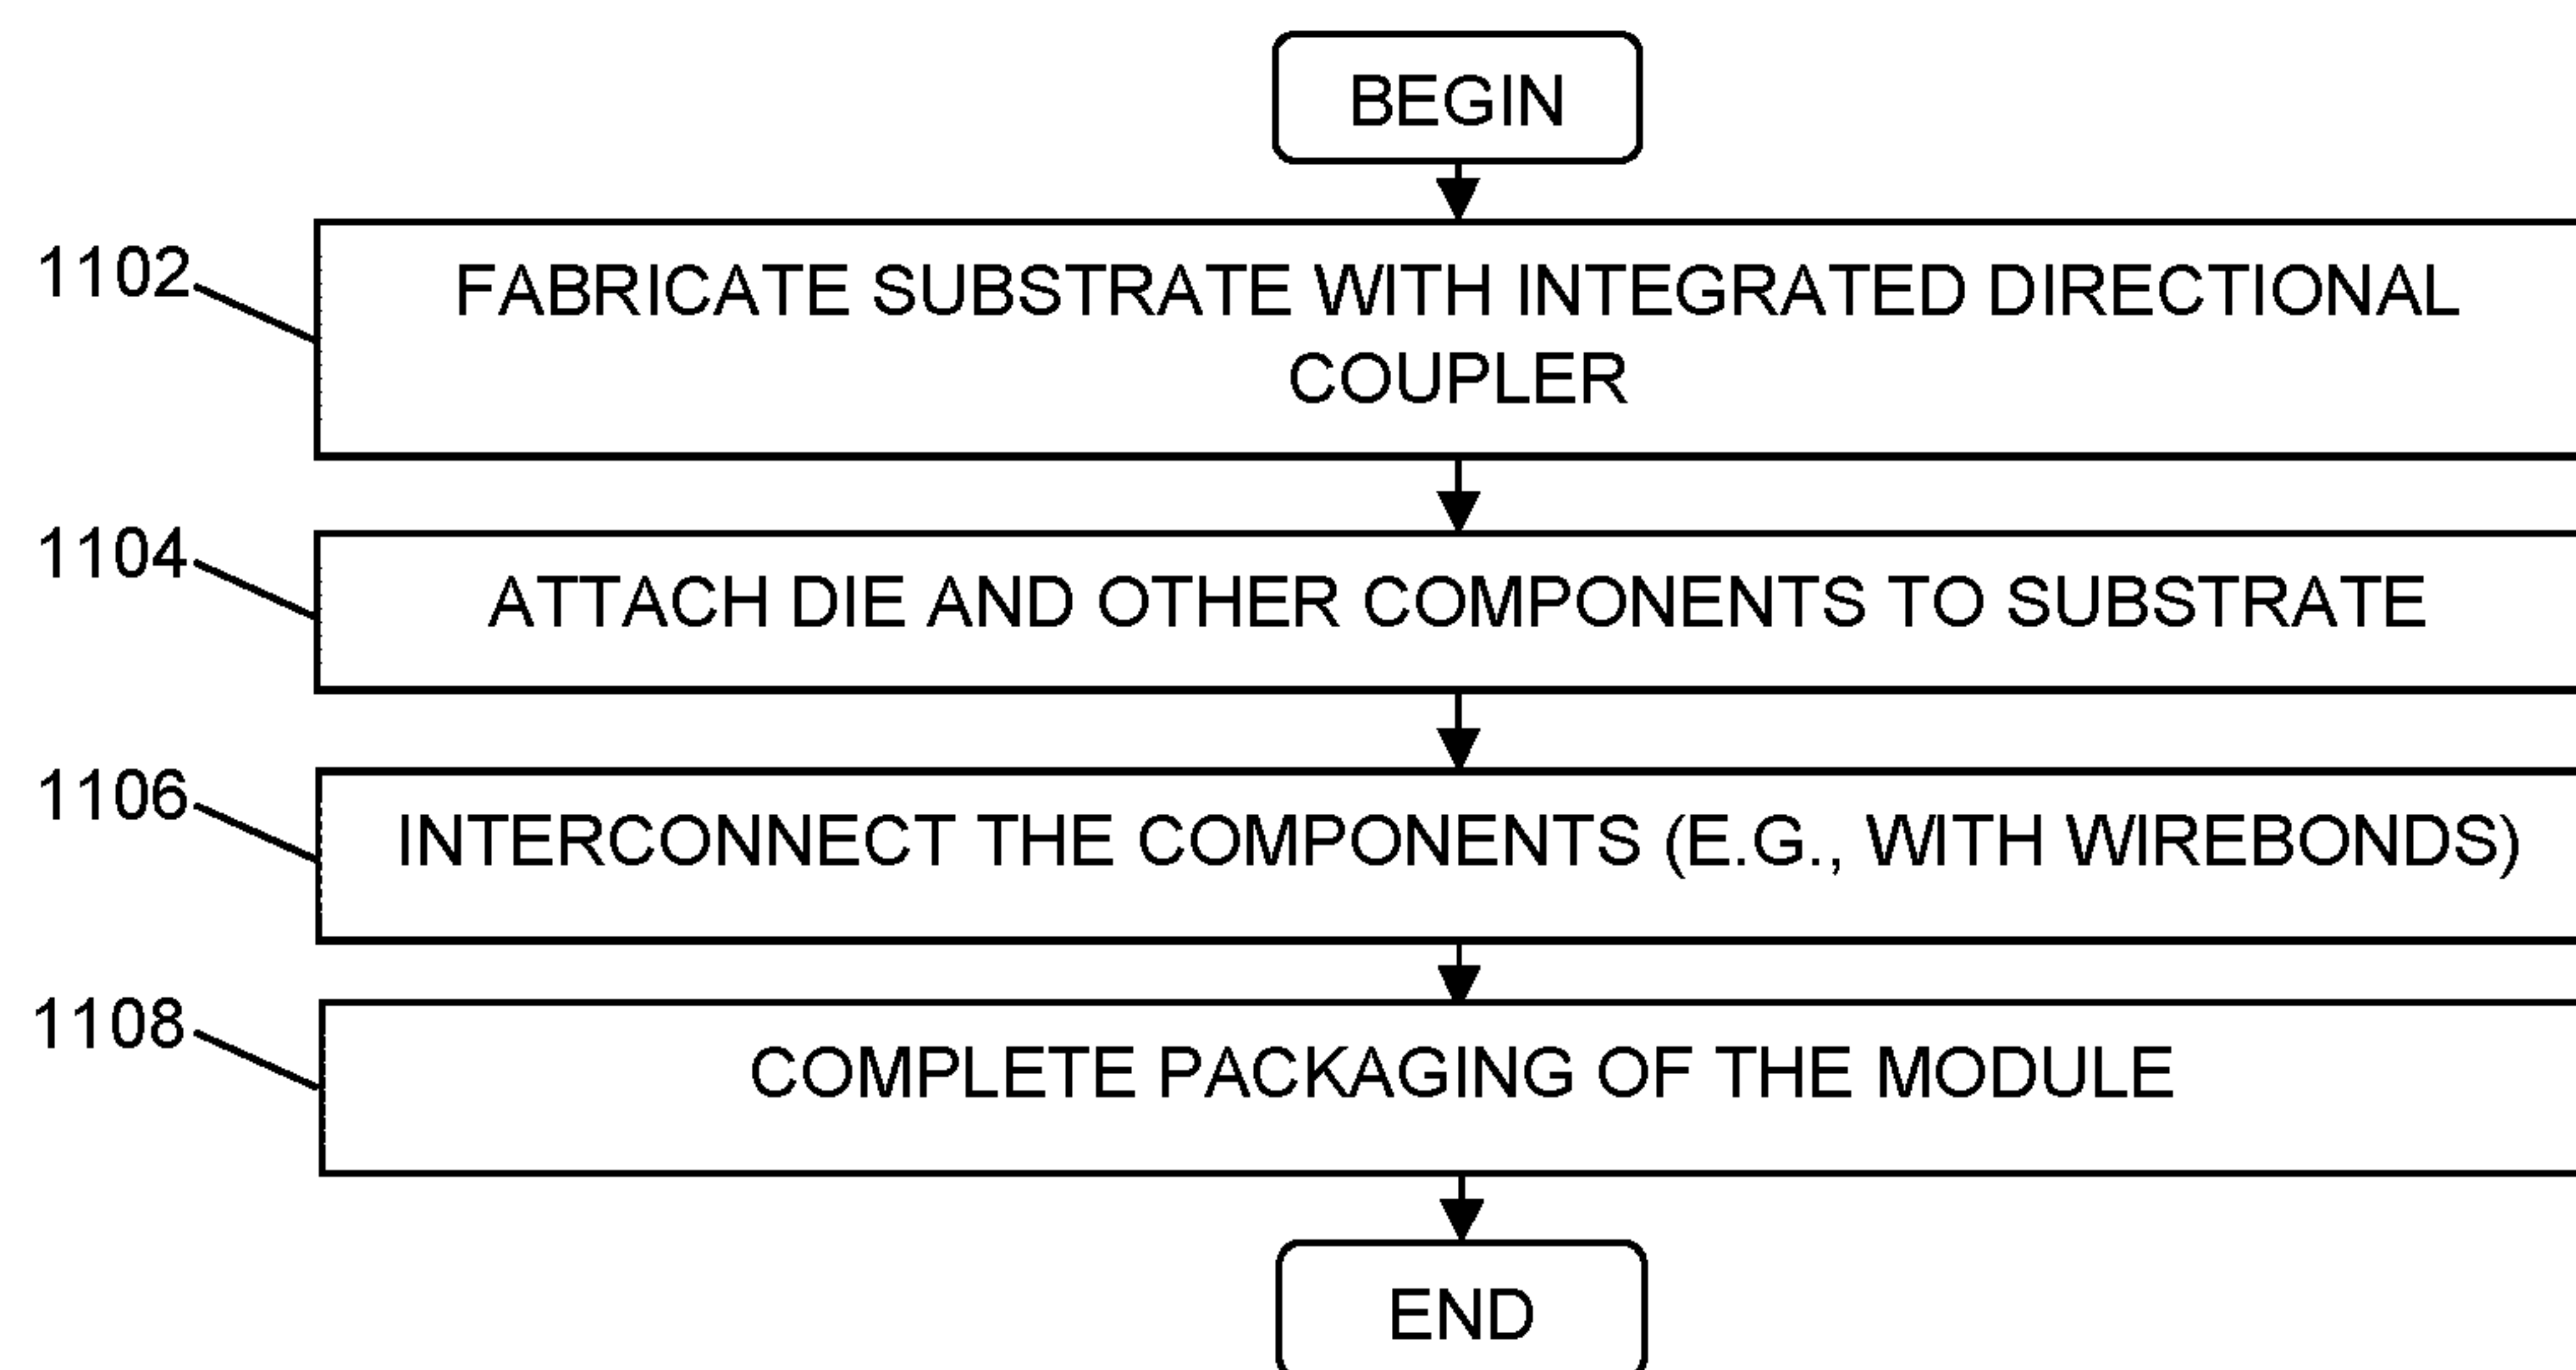 BEGIN
1102
FABRICATE SUBSTRATE WITH INTEGRATED DIRECTIONAL
COUPLER
1104
ATTACH DIE AND OTHER COMPONENTS TO SUBSTRATE
1106
INTERCONNECT THE COMPONENTS (E.G., WITH WIREBONDS)
1108
COMPLETE PACKAGING OF THE MODULE
END